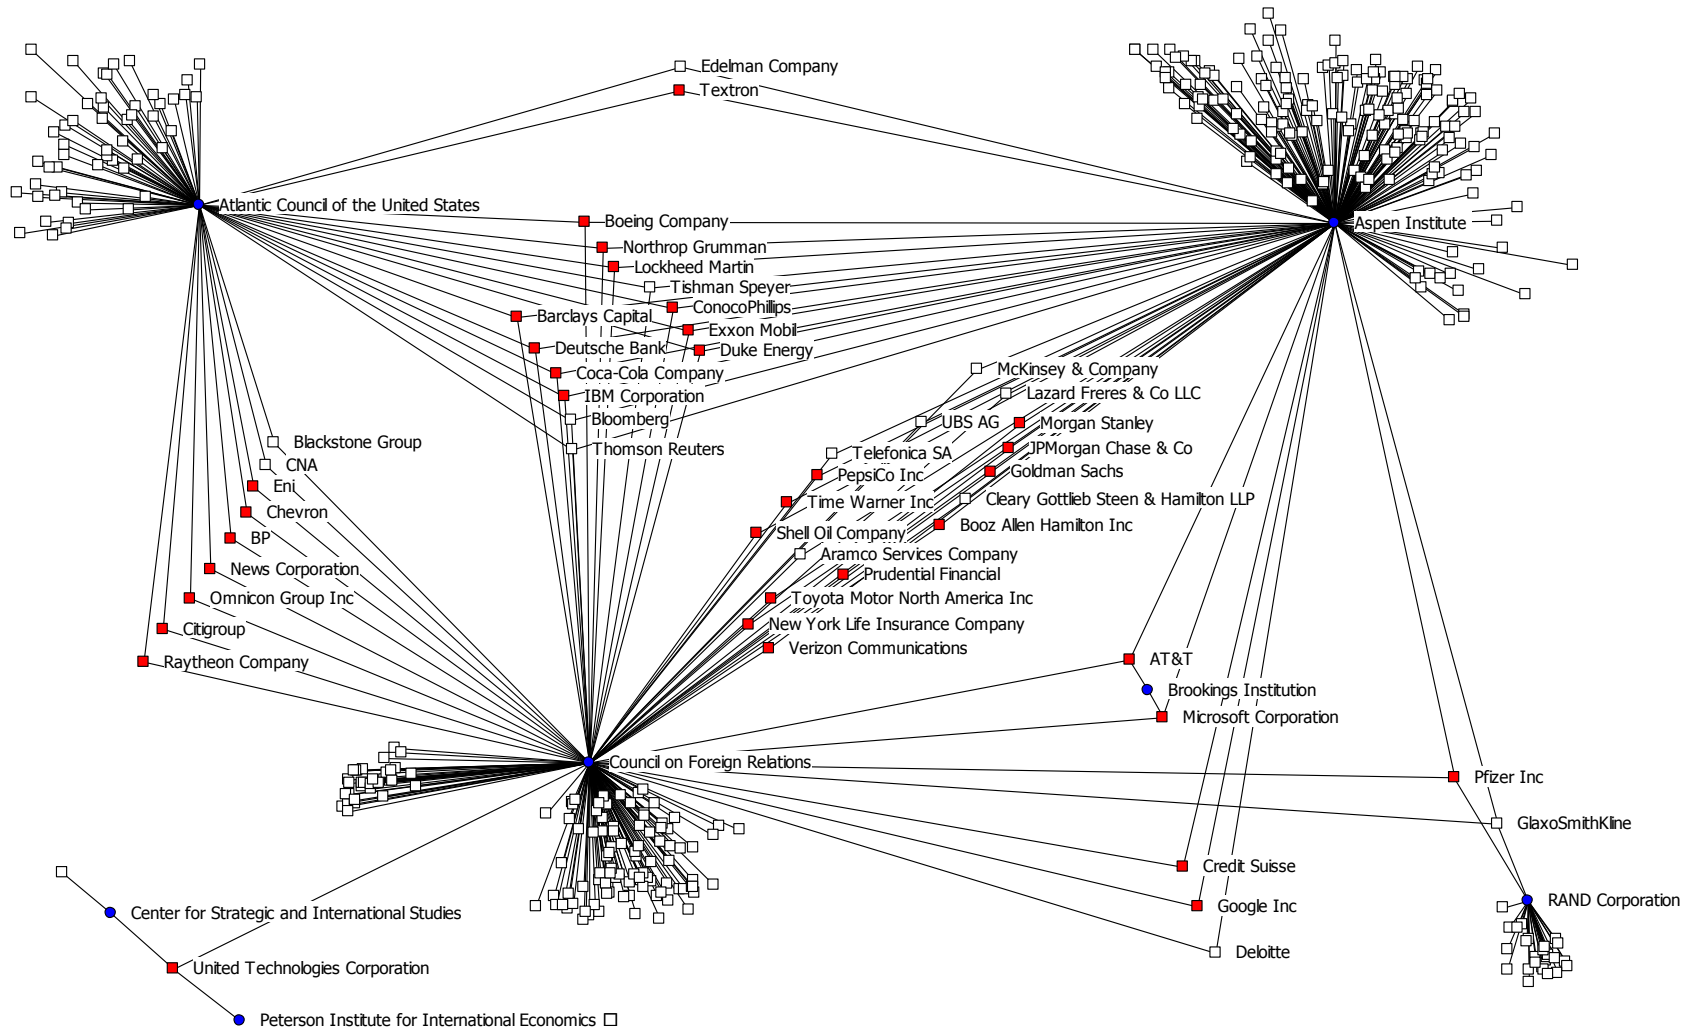 Edelman Company
Textron
Atlantic Council of the United States
Boeing Company
Aspen Institute
Northrop Grumman
Lockheed Martin
Tishman Speyer
ConocoPhillips
Barclays Capital
Exxon Mobil
Deutsche Bank
Duke Energy
McKinsey & Company
Coca-Cola Company
Lazard Freres & Co LLC
IBM Corporation
Bloomberg
UBS AG
Morgan Stanley
Blackstone Group
Thomson Reuters
Telefonica SA
JPMorgan Chase & Co
CNA
PepsiCo Inc
Goldman Sachs
Eni
Time Warner Inc
Cleary Gottlieb Steen & Hamilton LLP
Chevron
Shell Oil Company
Booz Allen Hamilton Inc
BP
Aramco Services Company
News Corporation
Prudential Financial
Omnicon Group Inc
Toyota Motor North America Inc
Citigroup
New York Life Insurance Company
Raytheon Company
Verizon Communications
AT&T
Brookings Institution
Microsoft Corporation
Council on Foreign Relations
Pfizer Inc
GlaxoSmithKline
Credit Suisse
RAND Corporation
Google Inc
Center for Strategic and International Studies
Deloitte
United Technologies Corporation
Peterson Institute for International Economics